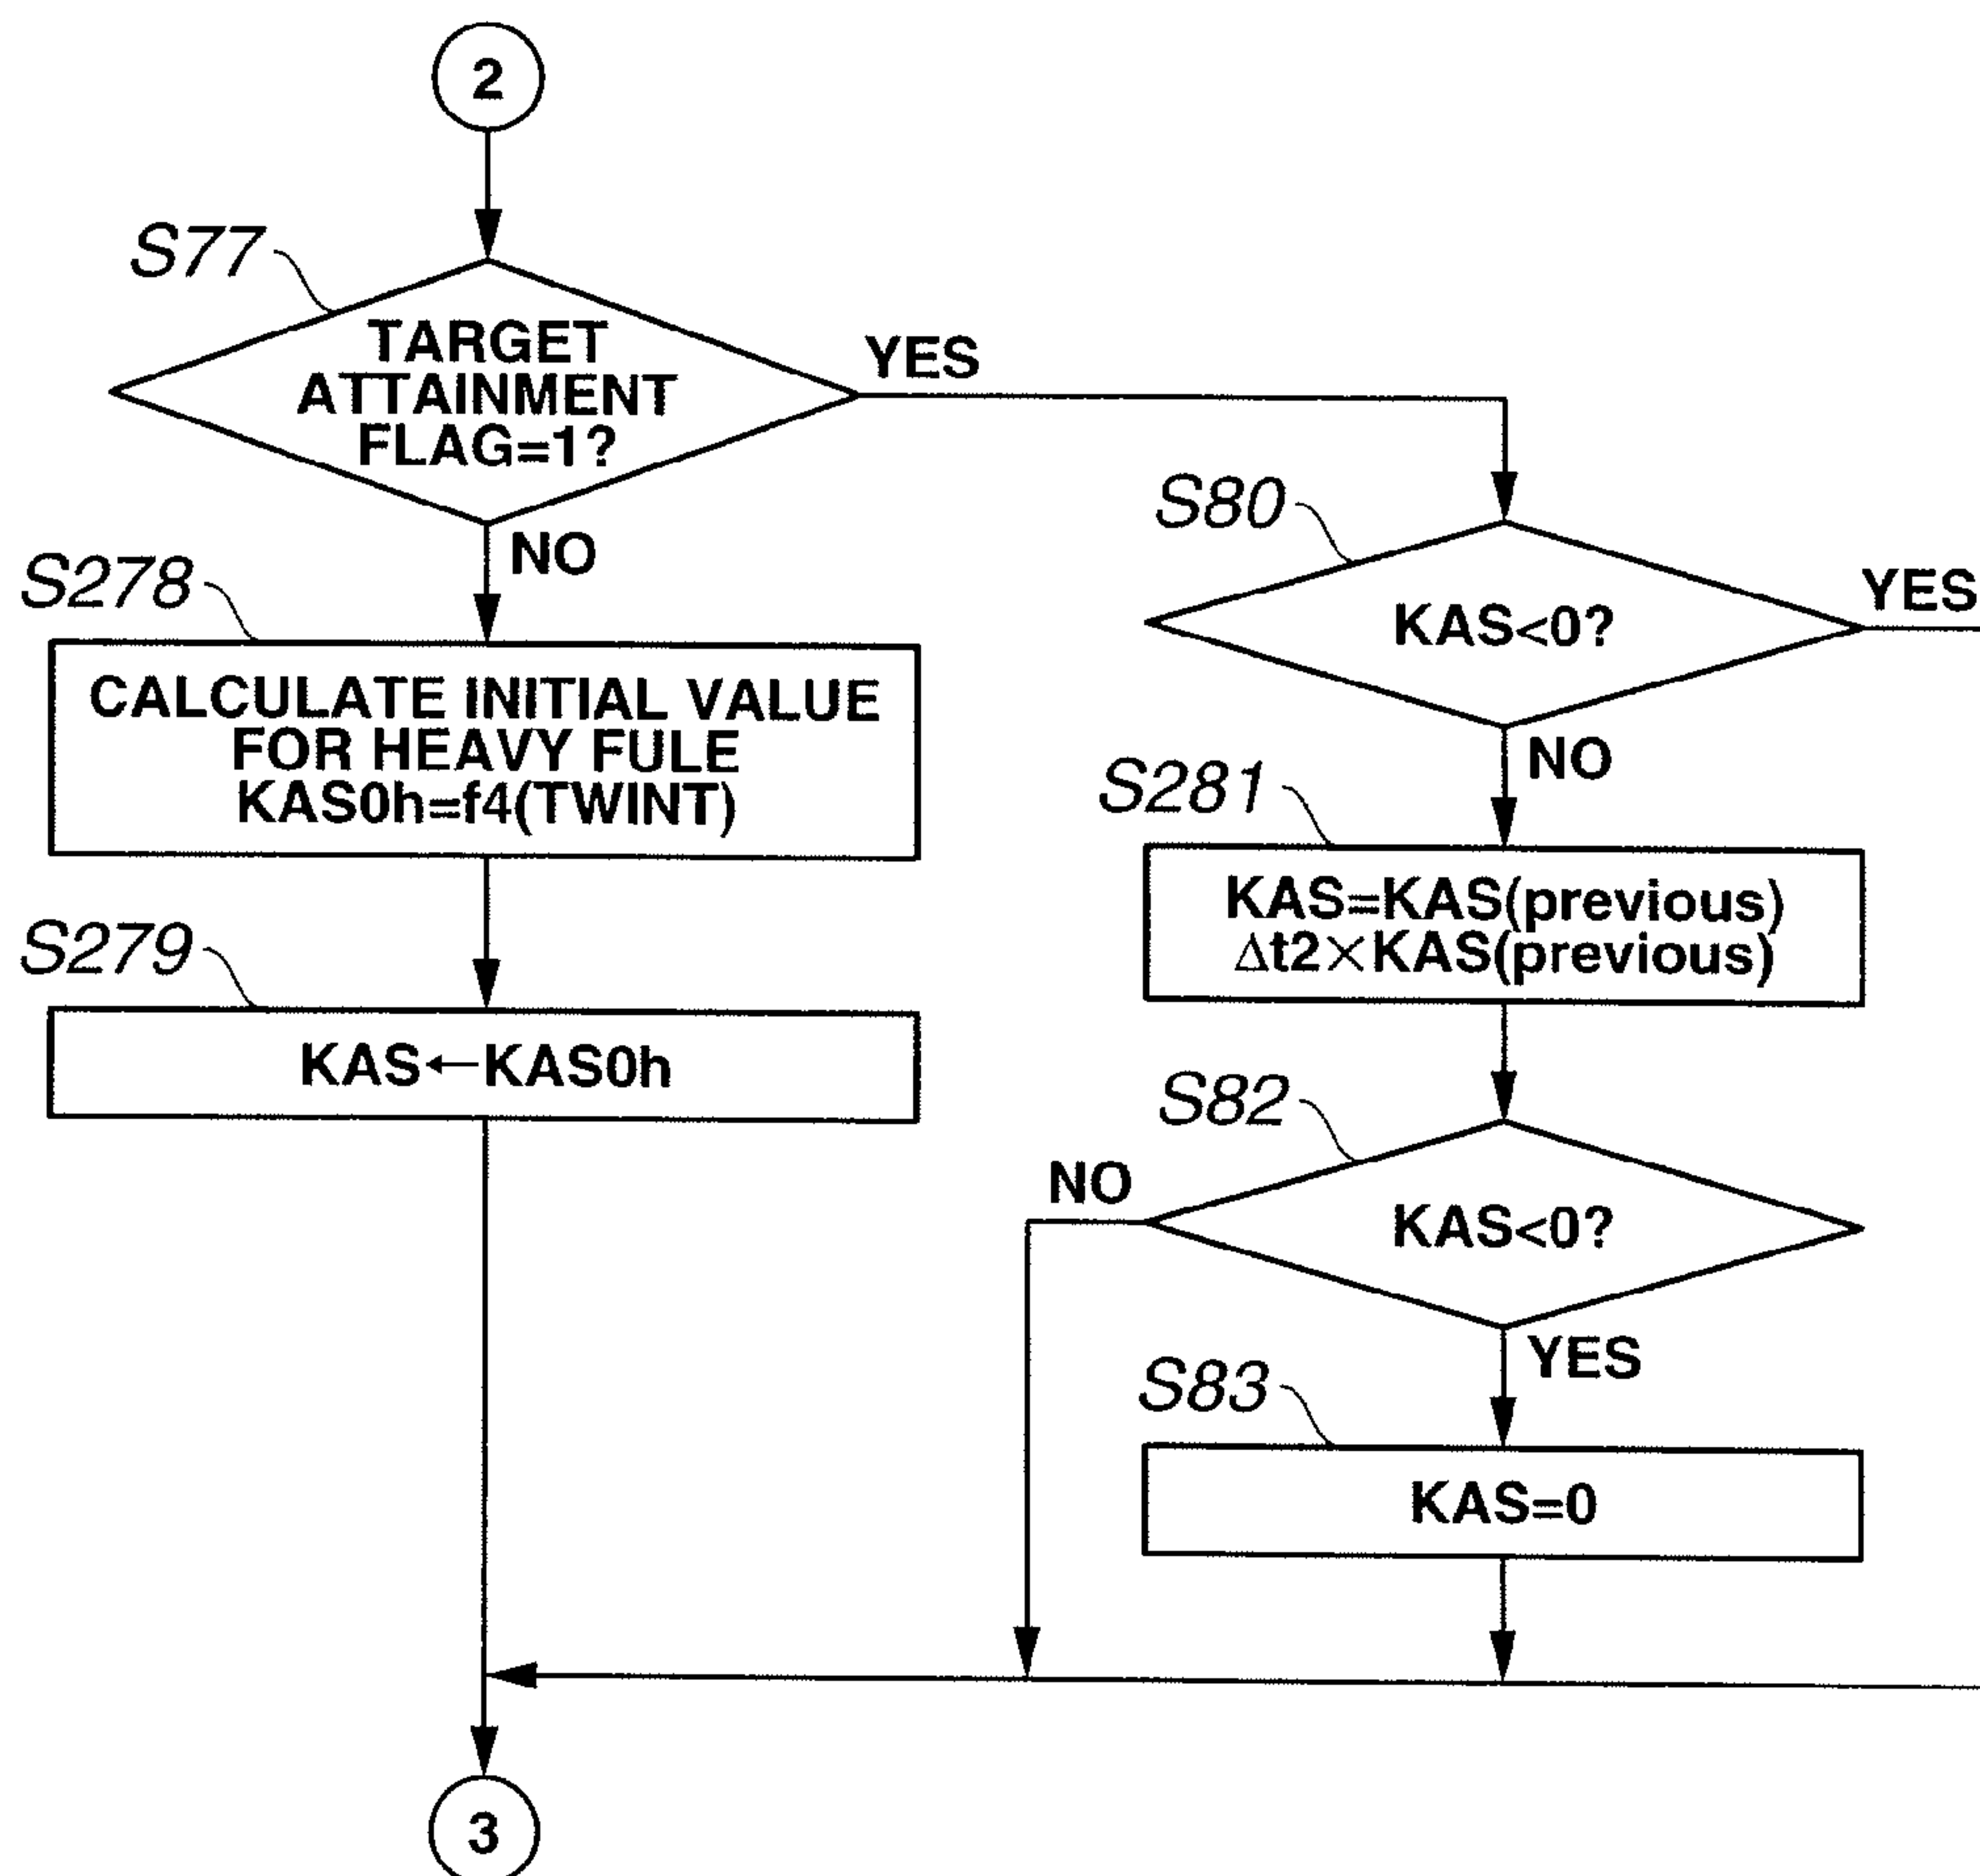 2
S77
TARGET
ATTAINMENT
FLAG=1?
YES
NO
S278
CALCULATE INITIAL VALUE
FOR HEAVY FULE
KAS0h=f4(TWINT)
S279
KAS←KAS0h
S80
KAS<0?
YES
NO
S281
KAS=KAS(previous)
Δt2×KAS(previous)
S82
KAS<0?
NO
YES
S83
KAS=0
3